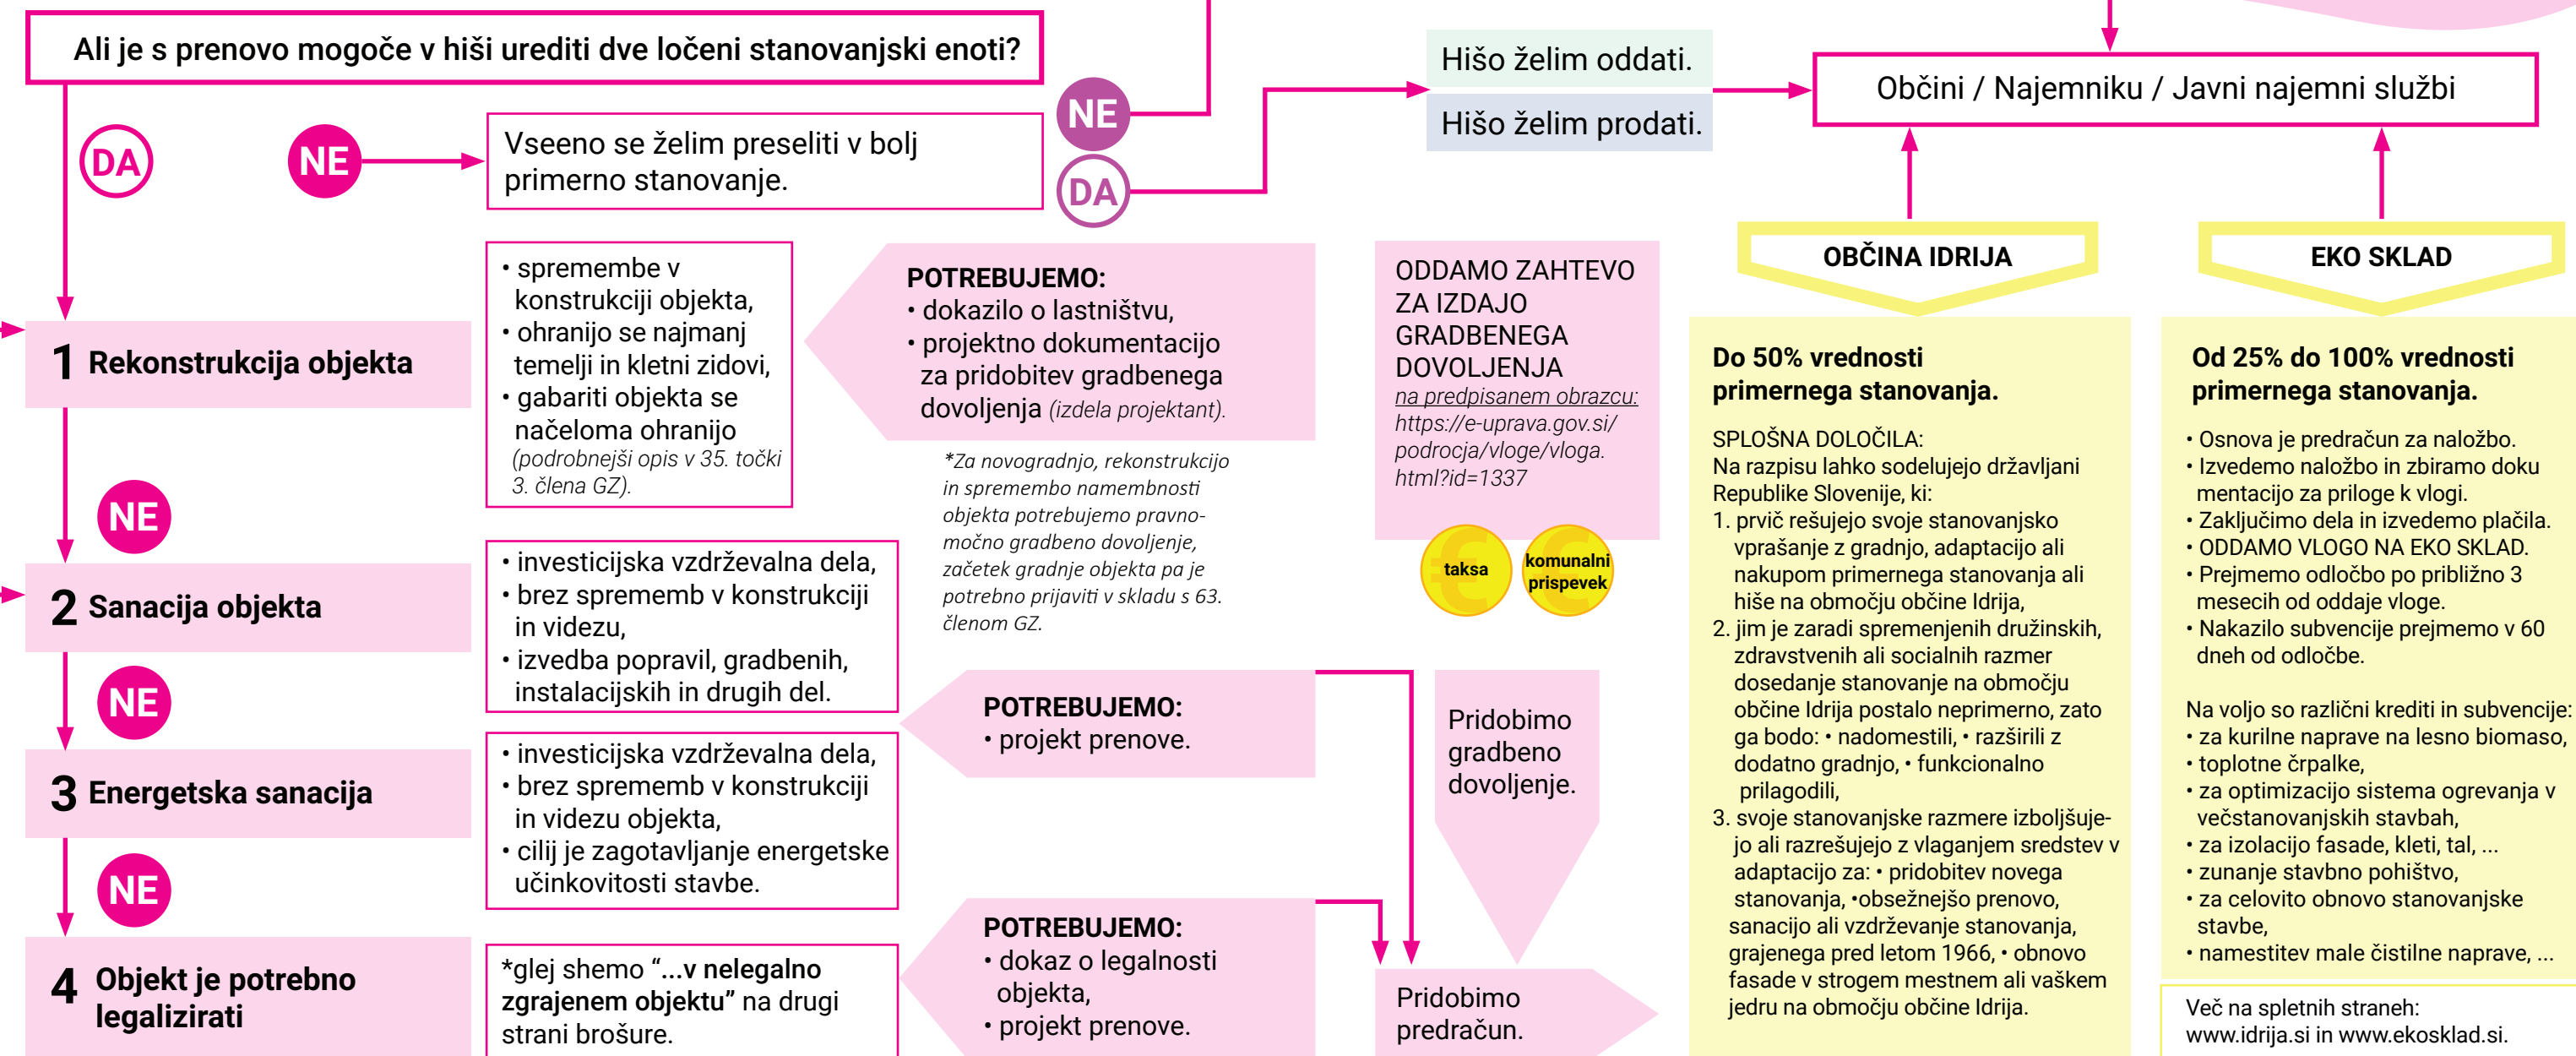 Ali je s prenovo mogoče v hiši urediti dve ločeni stanovanjski enoti?
DA
NE
Vseeno se želim preseliti v bolj
primerno stanovanje.
NE
DA
Hišo želim oddati.
Hišo želim prodati.
Občini / Najemniku / Javni najemni službi
1 Rekonstrukcija objekta
• spremembe v
konstrukciji objekta,
• ohranijo se najmanj
temelji in kletni zidovi,
• gabariti objekta se
načeloma ohranijo
(podrobnejši opis v 35. točki
3. člena GZ).
POTREBUJEMO:
• dokazilo o lastništvu,
• projektno dokumentacijo
za pridobitev gradbenega
dovoljenja (izdela projektant).
*Za novogradnjo, rekonstrukcijo
in spremembo namembnosti
objekta potrebujemo pravno-
močno gradbeno dovoljenje,
začetek gradnje objekta pa je
potrebno prijaviti v skladu s 63.
členom GZ.
ODDAMO ZAHTEVO
ZA IZDAJO
GRADBENEGA
DOVOLJENJA
na predpisanem obrazcu:
https://e-uprava.gov.si/
podrocja/vloge/vloga.
html?id=1337
taksa
komunalni
prispevek
NE
2 Sanacija objekta
• investicijska vzdrževalna dela,
• brez sprememb v konstrukciji
in videzu,
• izvedba popravil, gradbenih,
instalacijskih in drugih del.
NE
3 Energetska sanacija
• investicijska vzdrževalna dela,
• brez sprememb v konstrukciji
in videzu objekta,
• cilij je zagotavljanje energetske
učinkovitosti stavbe.
POTREBUJEMO:
• projekt prenove.
Pridobimo
gradbeno
dovoljenje.
NE
4 Objekt je potrebno
legalizirati
*glej shemo “...v nelegalno
zgrajenem objektu” na drugi
strani brošure.
POTREBUJEMO:
• dokaz o legalnosti
objekta,
• projekt prenove.
Pridobimo
predračun.
OBČINA IDRIJA
Do 50% vrednosti
primernega stanovanja.
SPLOŠNA DOLOČILA:
Na razpisu lahko sodelujejo državljani
Republike Slovenije, ki:
1. prvič rešujejo svoje stanovanjsko
vprašanje z gradnjo, adaptacijo ali
nakupom primernega stanovanja ali
hiše na območju občine Idrija,
2. jim je zaradi spremenjenih družinskih,
zdravstvenih ali socialnih razmer
dosedanje stanovanje na območju
občine Idrija postalo neprimerno, zato
ga bodo: • nadomestili, • razširili z
dodatno gradnjo, • funkcionalno
prilagodili,
3. svoje stanovanjske razmere izboljšuje-
jo ali razrešujejo z vlaganjem sredstev v
adaptacijo za: • pridobitev novega
stanovanja, •obsežnejšo prenovo,
sanacijo ali vzdrževanje stanovanja,
grajenega pred letom 1966, • obnovo
fasade v strogem mestnem ali vaškem
jedru na območju občine Idrija.
EKO SKLAD
Od 25% do 100% vrednosti
primernega stanovanja.
• Osnova je predračun za naložbo.
• Izvedemo naložbo in zbiramo doku
mentacijo za priloge k vlogi.
• Zaključimo dela in izvedemo plačila.
• ODDAMO VLOGO NA EKO SKLAD.
• Prejmemo odločbo po približno 3
mesecih od oddaje vloge.
• Nakazilo subvencije prejmemo v 60
dneh od odločbe.
Na voljo so različni krediti in subvencije:
• za kurilne naprave na lesno biomaso,
• toplotne črpalke,
• za optimizacijo sistema ogrevanja v
večstanovanjskih stavbah,
• za izolacijo fasade, kleti, tal, ...
• zunanje stavbno pohištvo,
• za celovito obnovo stanovanjske
stavbe,
• namestitev male čistilne naprave, ...
Več na spletnih straneh:
www.idrija.si in www.ekosklad.si.